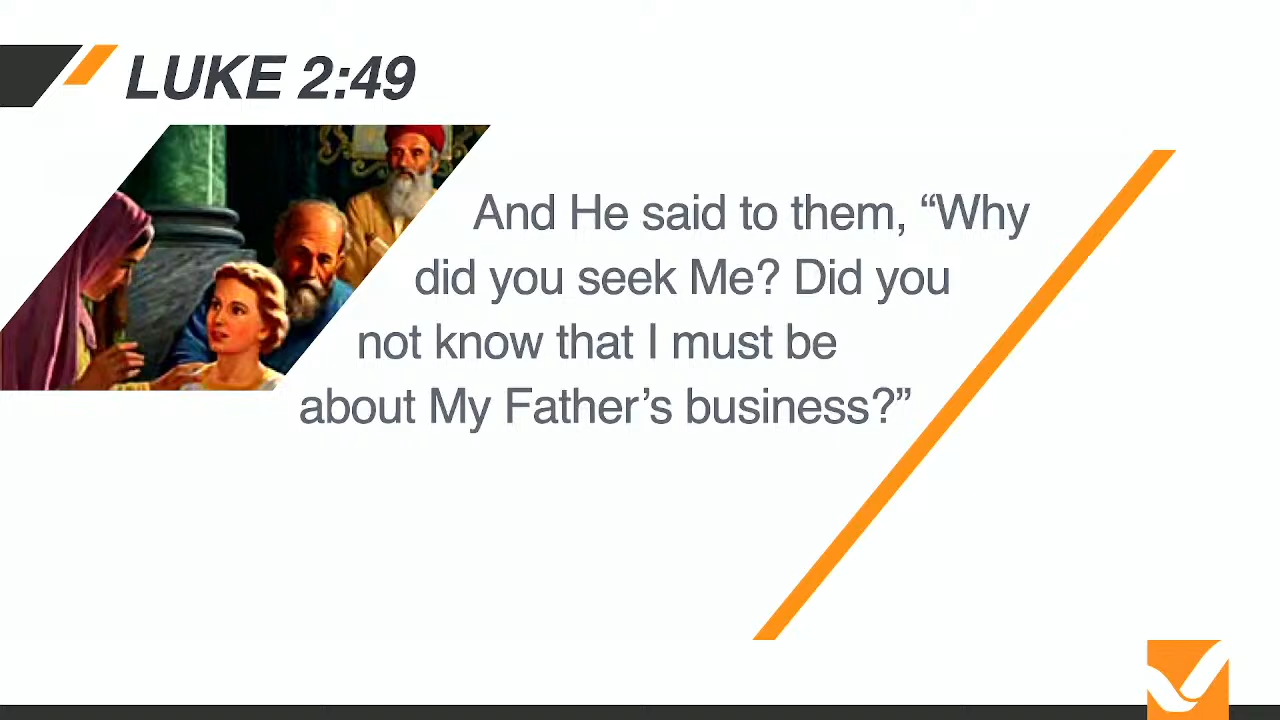 LUKE 2:49
And He said to them, “Why
did you seek Me? Did you
not know that I must be
about My Father’s business?”